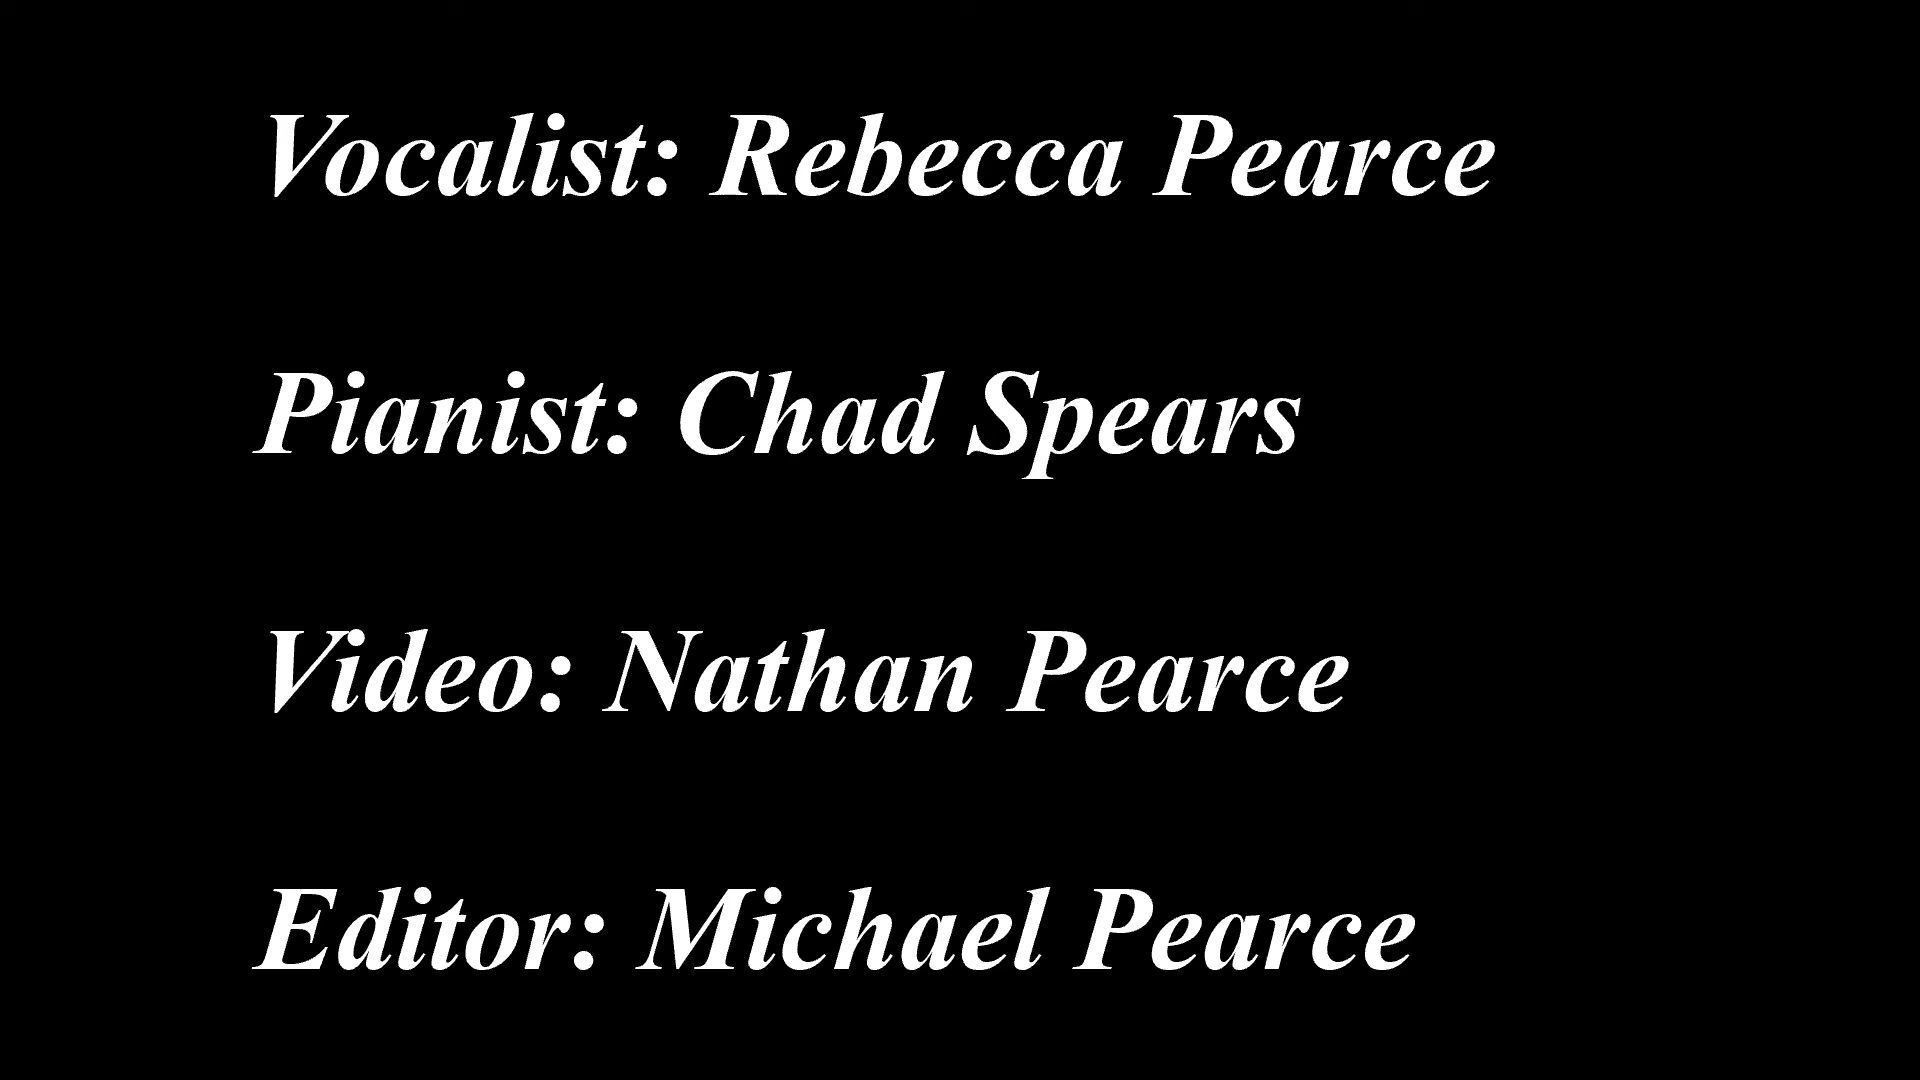 Vocalist: Rebecca Pearce
Pianist: Chad Spears
Video: Nathan Pearce
Editor: Michael Pearce